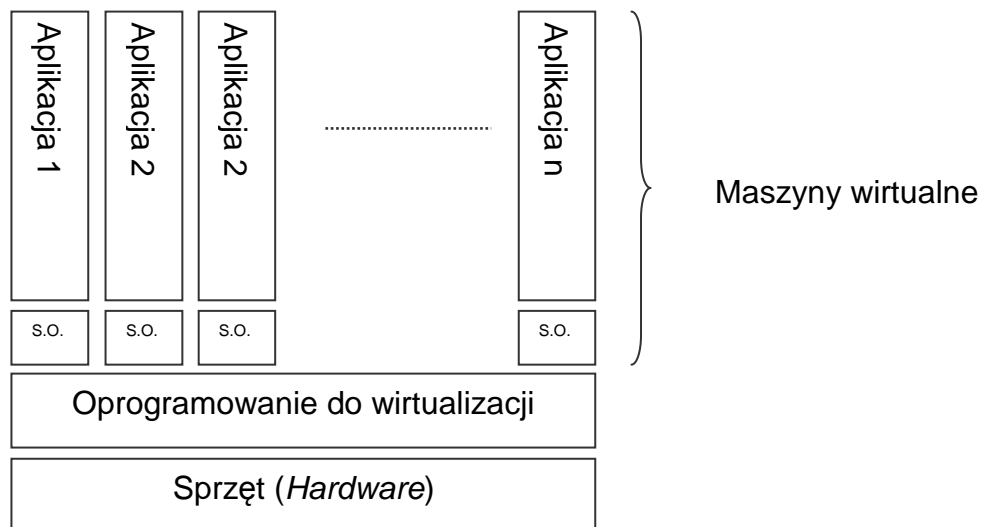 Aplikacja 1
Aplikacja 2
Aplikacja 2
Aplikacja n
Maszyny wirtualne
S.O.
S.O.
S.O.
S.O.
Oprogramowanie do wirtualizacji
Sprzęt (Hardware)